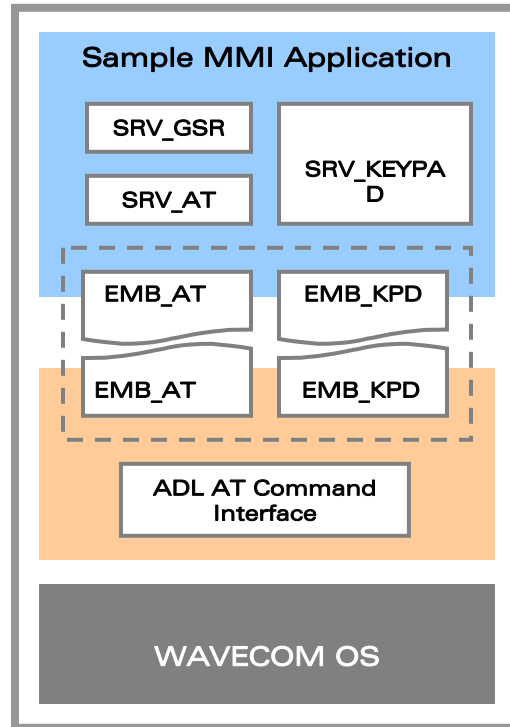 Sample MMI Application
SRV_GSR
SRV_KEYPA
D
SRV_AT
EMB_AT
EMB_KPD
EMB_AT
EMB_KPD
ADL AT Command
Interface
WAVECOM OS